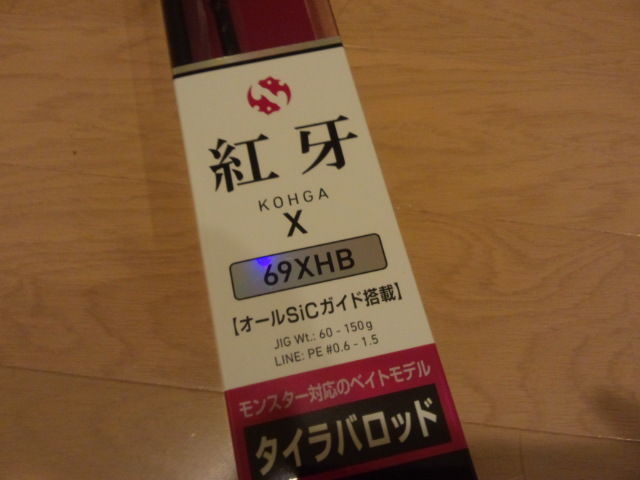 紅牙
KOHGA
X
69XHB
【オールSiCガイド搭載】
JIG Wt.: 60 - 150g
LINE: PE #0.6 - 1.5
モンスター対応のベイトモデル
タイラバロッド